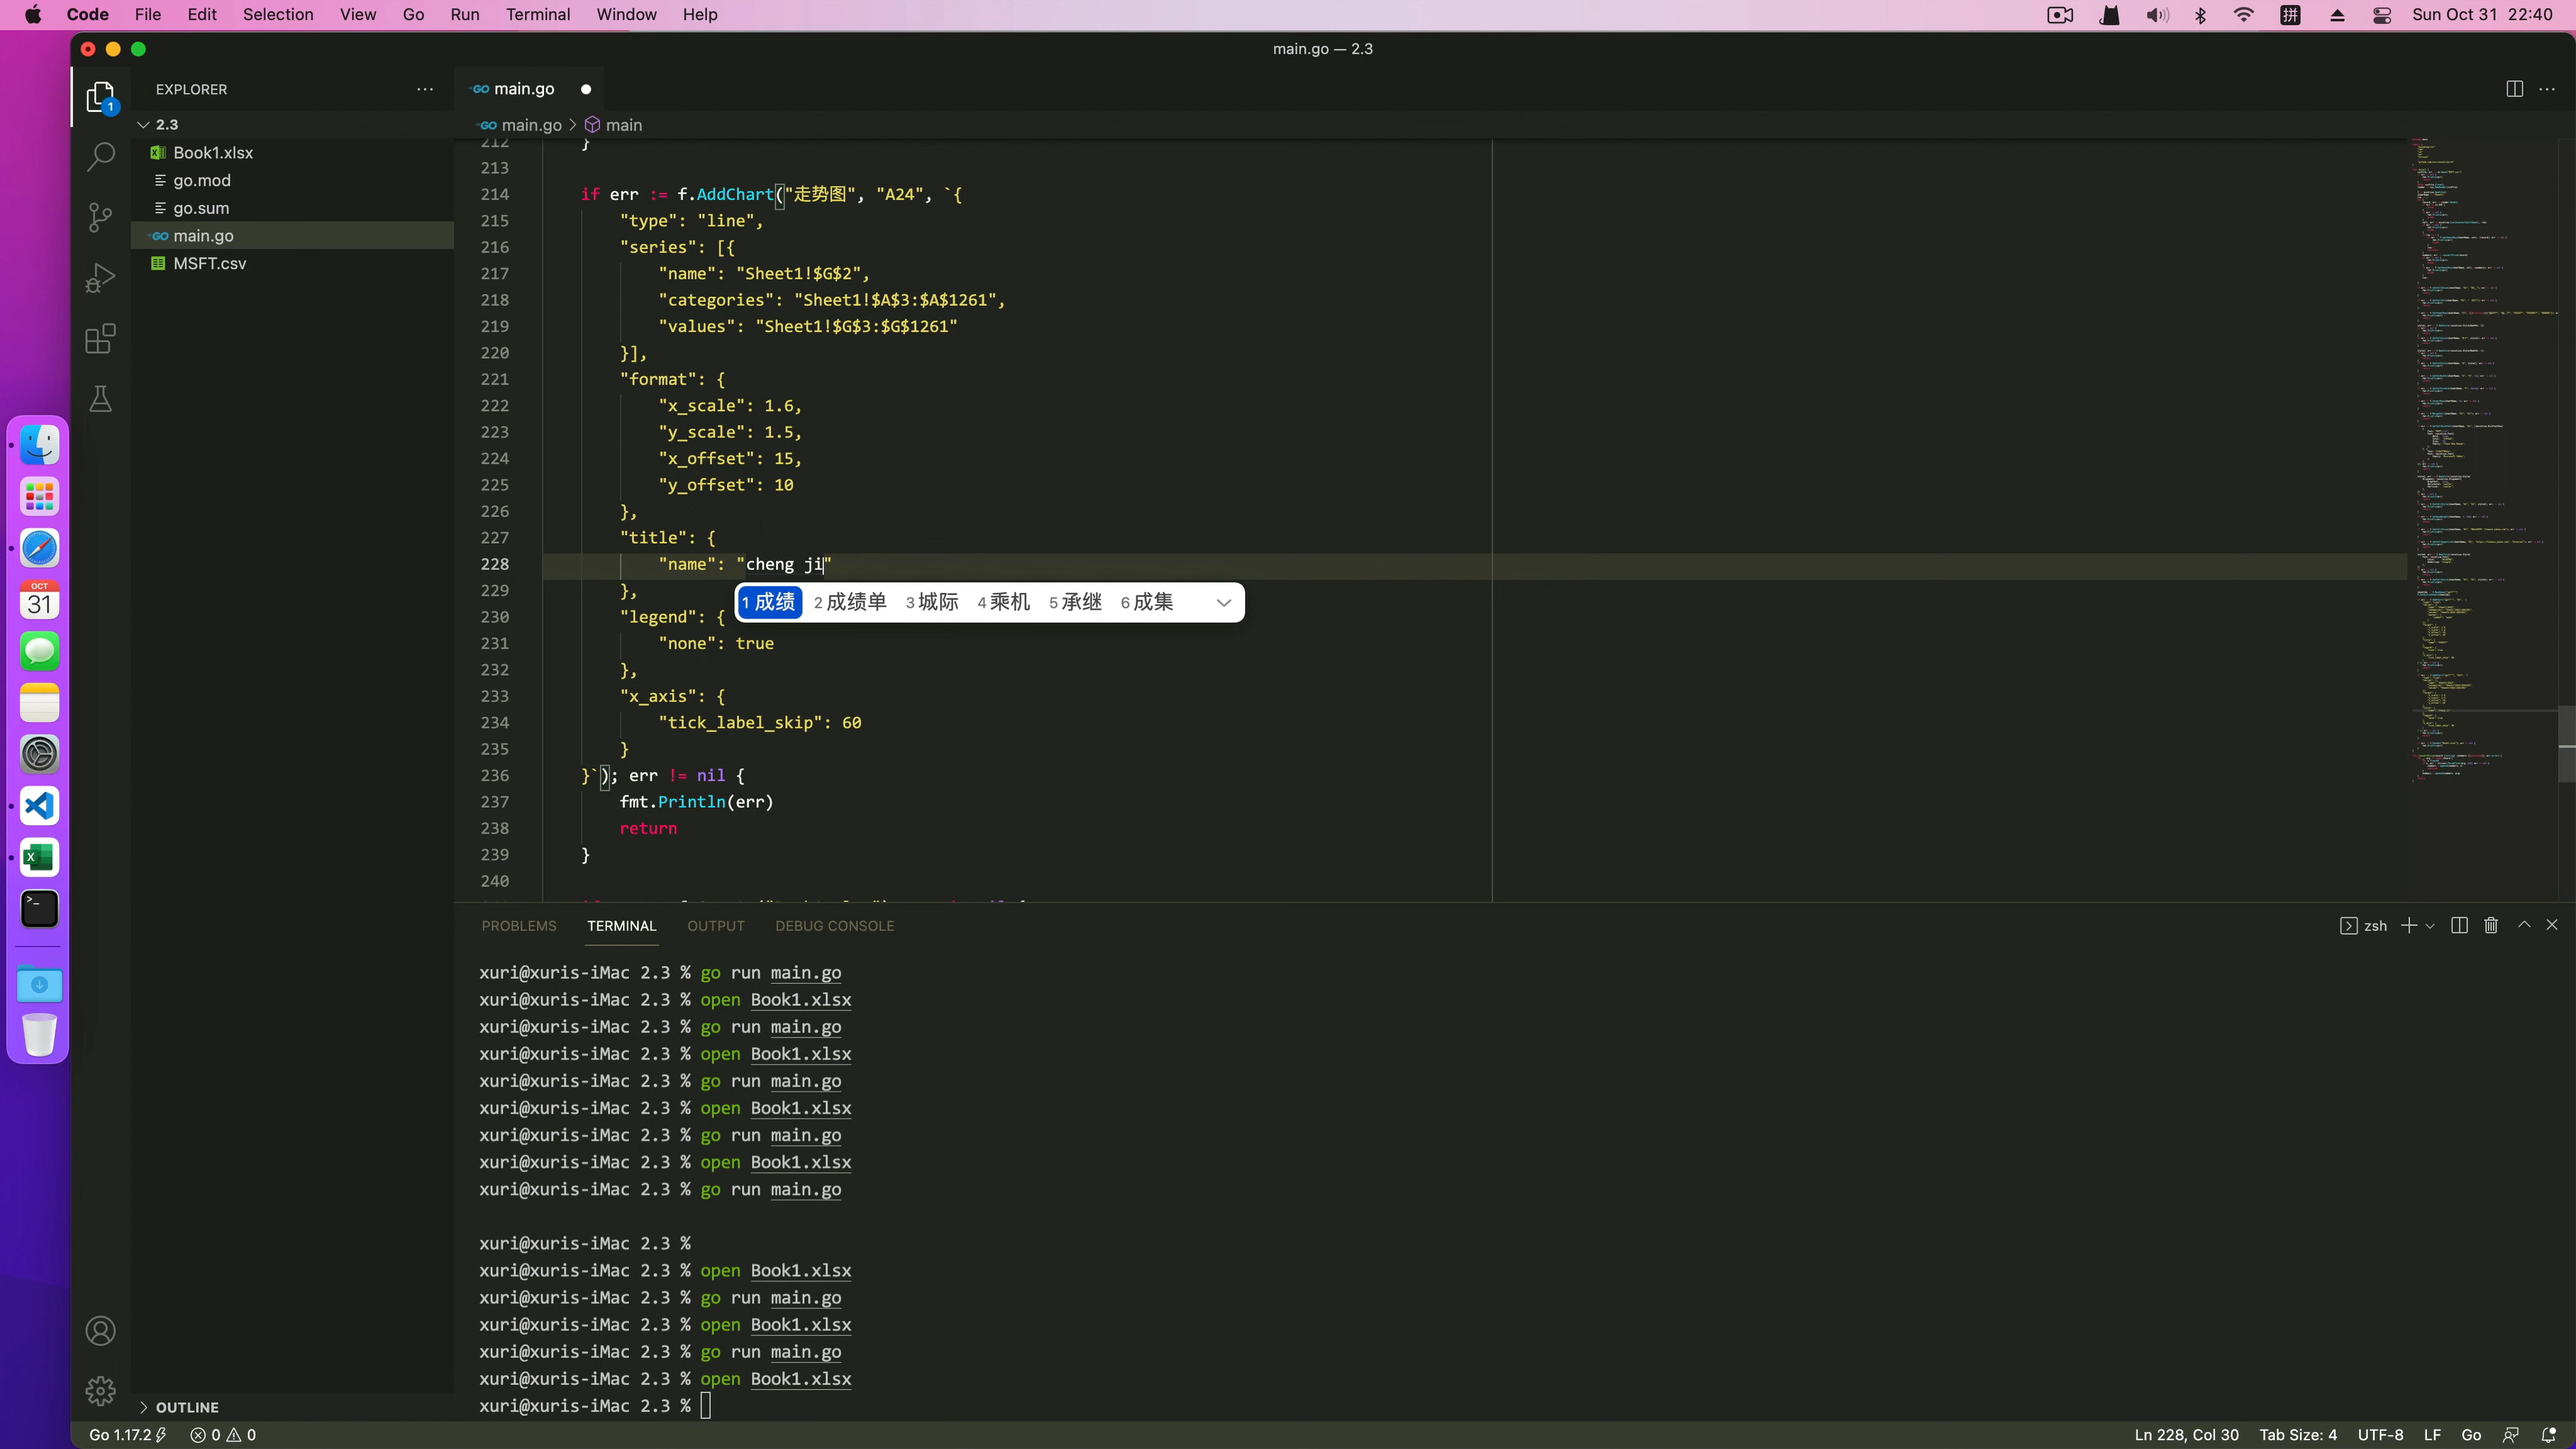 Code File Edit Selection View Go Run Terminal Window Help 拼 Sun Oct 31 22:40
main.go — 2.3
EXPLORER
1
2.3
Book1.xlsx
go.mod
go.sum
GO main.go
MSFT.csv
OUTLINE
GO main.go
GO main.go > main
212 }
213
214 if err := f.AddChart("走势图", "A24", `{
215 "type": "line",
216 "series": [{
217 "name": "Sheet1!$G$2",
218 "categories": "Sheet1!$A$3:$A$1261",
219 "values": "Sheet1!$G$3:$G$1261"
220 }],
221 "format": {
222 "x_scale": 1.6,
223 "y_scale": 1.5,
224 "x_offset": 15,
225 "y_offset": 10
226 },
227 "title": {
228 "name": "cheng ji"
229 },
1 成绩 2 成绩单 3 城际 4 乘机 5 承继 6 成集
230 "legend": {
231 "none": true
232 },
233 "x_axis": {
234 "tick_label_skip": 60
235 }
236 }`); err != nil {
237 fmt.Println(err)
238 return
239 }
240
PROBLEMS TERMINAL OUTPUT DEBUG CONSOLE zsh
xuri@xuris-iMac 2.3 % go run main.go
xuri@xuris-iMac 2.3 % open Book1.xlsx
xuri@xuris-iMac 2.3 % go run main.go
xuri@xuris-iMac 2.3 % open Book1.xlsx
xuri@xuris-iMac 2.3 % go run main.go
xuri@xuris-iMac 2.3 % open Book1.xlsx
xuri@xuris-iMac 2.3 % go run main.go
xuri@xuris-iMac 2.3 % open Book1.xlsx
xuri@xuris-iMac 2.3 % go run main.go
xuri@xuris-iMac 2.3 %
xuri@xuris-iMac 2.3 % open Book1.xlsx
xuri@xuris-iMac 2.3 % go run main.go
xuri@xuris-iMac 2.3 % open Book1.xlsx
xuri@xuris-iMac 2.3 % go run main.go
xuri@xuris-iMac 2.3 % open Book1.xlsx
xuri@xuris-iMac 2.3 %
OCT
31
Go 1.17.2 0 0 Ln 228, Col 30 Tab Size: 4 UTF-8 LF Go